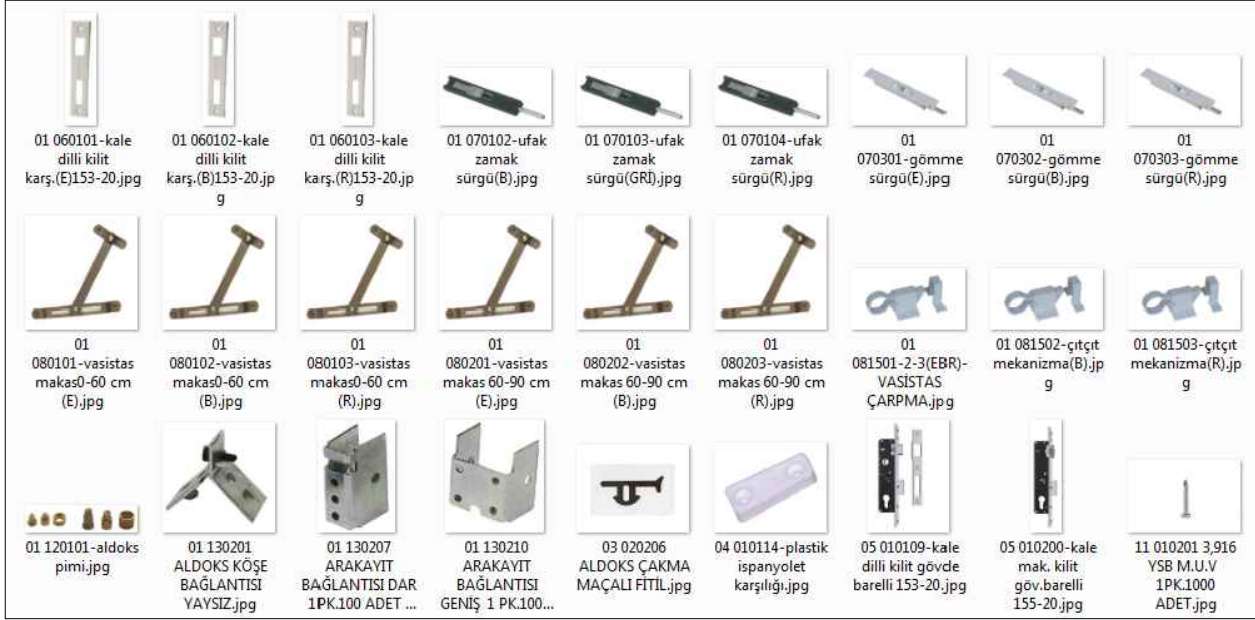 01 060101-kale
dilli kilit
karş.(E)153-20.jpg
01 060102-kale
dilli kilit
karş.(B)153-20.jp
g
01 060103-kale
dilli kilit
karş.(R)153-20.jp
g
01 070102-ufak
zamak
sürgü(B).jpg
01 070103-ufak
zamak
sürgü(GRİ).jpg
01 070104-ufak
zamak
sürgü(R).jpg
01
070301-gömme
sürgü(E).jpg
01
070302-gömme
sürgü(B).jpg
01
070303-gömme
sürgü(R).jpg
01
080101-vasistas
makas0-60 cm
(E).jpg
01
080102-vasistas
makas0-60 cm
(B).jpg
01
080103-vasistas
makas0-60 cm
(R).jpg
01
080201-vasistas
makas 60-90 cm
(E).jpg
01
080202-vasistas
makas 60-90 cm
(B).jpg
01
080203-vasistas
makas 60-90 cm
(R).jpg
01
081501-2-3(EBR)-
VASİSTAS
ÇARPMA.jpg
01 081502-çıtçıt
mekanizma(B).jp
g
01 081503-çıtçıt
mekanizma(R).jp
g
01 120101-aldoks
pimi.jpg
01 130201
ALDOKS KÖŞE
BAĞLANTISI
YAYSIZ.jpg
01 130207
ARAKAYIT
BAĞLANTISI DAR
1PK.100 ADET ...
01 130210
ARAKAYIT
BAĞLANTISI
GENİŞ 1 PK.100...
03 020206
ALDOKS ÇAKMA
MAÇALI FİTİL.jpg
04 010114-plastik
ispanyolet
karşılığı.jpg
05 010109-kale
dilli kilit gövde
barelli 153-20.jpg
05 010200-kale
mak. kilit
göv.barelli
155-20.jpg
11 010201 3,916
YSB M.U.V
1PK.1000
ADET.jpg